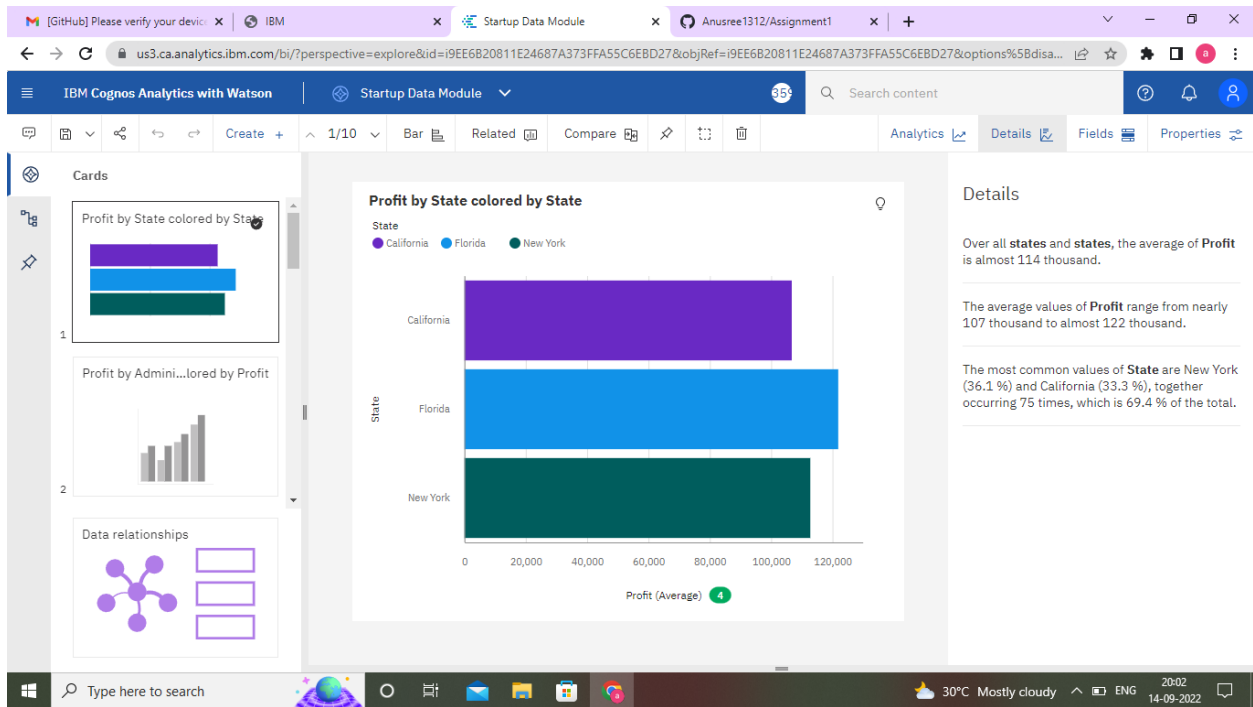 [GitHub] Please verify your devic
IBM
Startup Data Module
Anusree1312/Assignment1
us3.ca.analytics.ibm.com/bi/?perspective=explore&id=i9EE6B20811E24687A373FFA55C6EBD27&objRef=i9EE6B20811E24687A373FFA55C6EBD27&options%5Bdisa...
a
IBM Cognos Analytics with Watson
Startup Data Module
359
Search content
Create +
1/10
Bar
Related
Compare
Analytics
Details
Fields
Properties
Cards
Profit by State colored by State
1
Profit by Admini...lored by Profit
2
Data relationships
Profit by State colored by State
State
California
Florida
New York
California
Florida
New York
State
0
20,000
40,000
60,000
80,000
100,000
120,000
Profit (Average)
4
Details
Over all states and states, the average of Profit
is almost 114 thousand.
The average values of Profit range from nearly
107 thousand to almost 122 thousand.
The most common values of State are New York
(36.1 %) and California (33.3 %), together
occurring 75 times, which is 69.4 % of the total.
Type here to search
a
30°C Mostly cloudy
ENG
20:02
14-09-2022